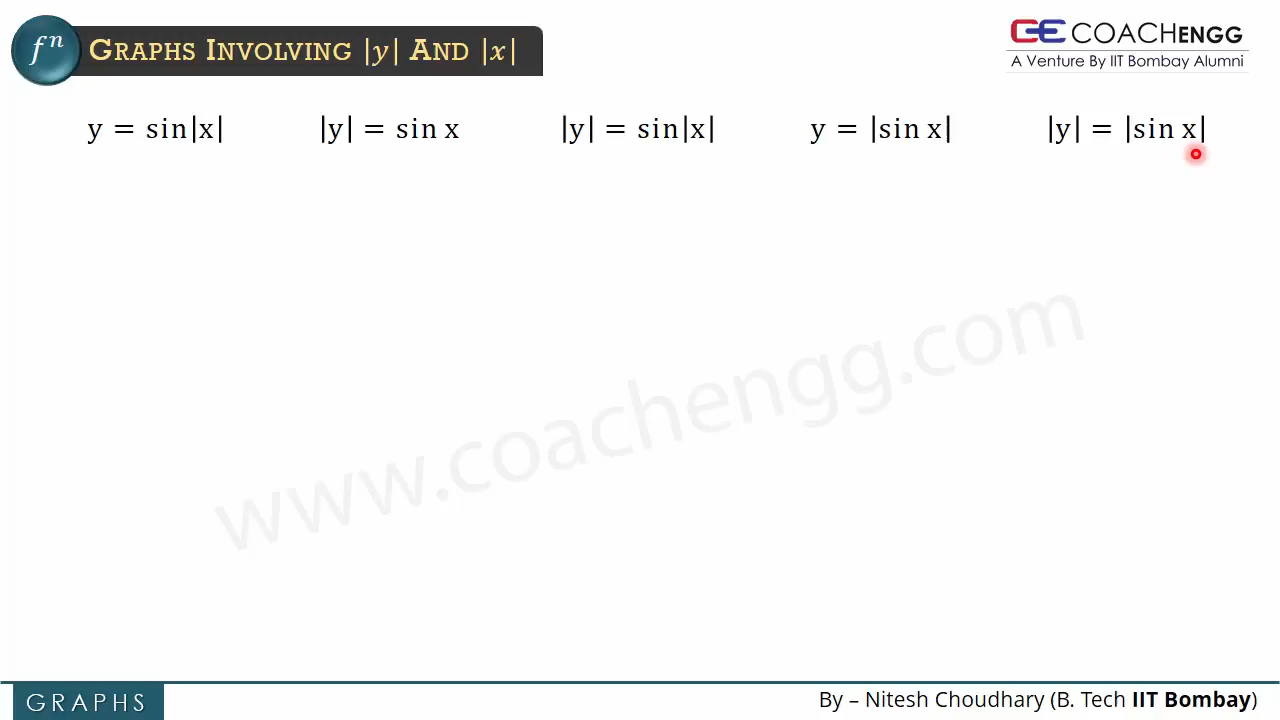 fⁿ GRAPHS INVOLVING |y| AND |x|
CE COACHENGG
A Venture By IIT Bombay Alumni
y = sin|x| |y| = sin x |y| = sin|x| y = |sin x| |y| = |sin x|
www.coachengg.com
GRAPHS
By – Nitesh Choudhary (B. Tech IIT Bombay)